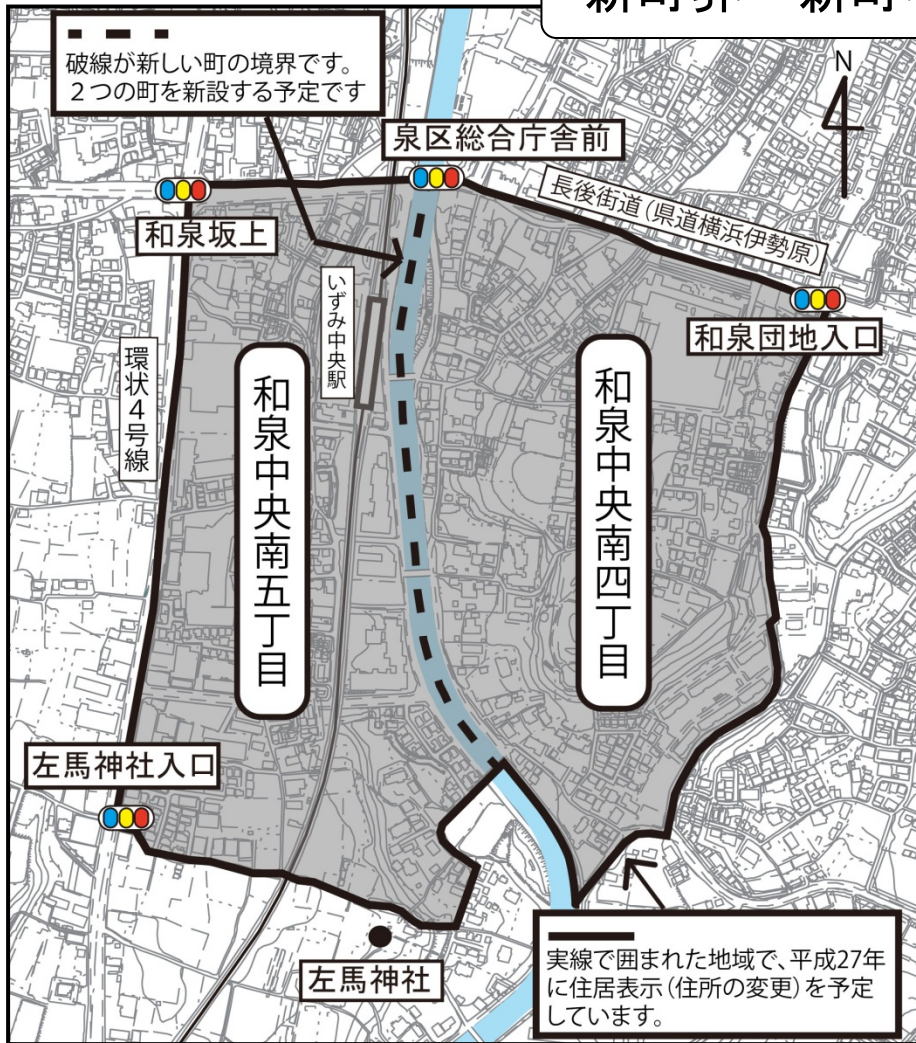 破線が新しい町の境界です。
２つの町を新設する予定です
N
泉区総合庁舎前
長後街道(県道横浜伊勢原)
和泉坂上
いずみ中央駅
和泉団地入口
環状４号線
和泉中央南五丁目
和泉中央南四丁目
左馬神社入口
左馬神社
実線で囲まれた地域で、平成27年
に住居表示(住所の変更)を予定
しています。